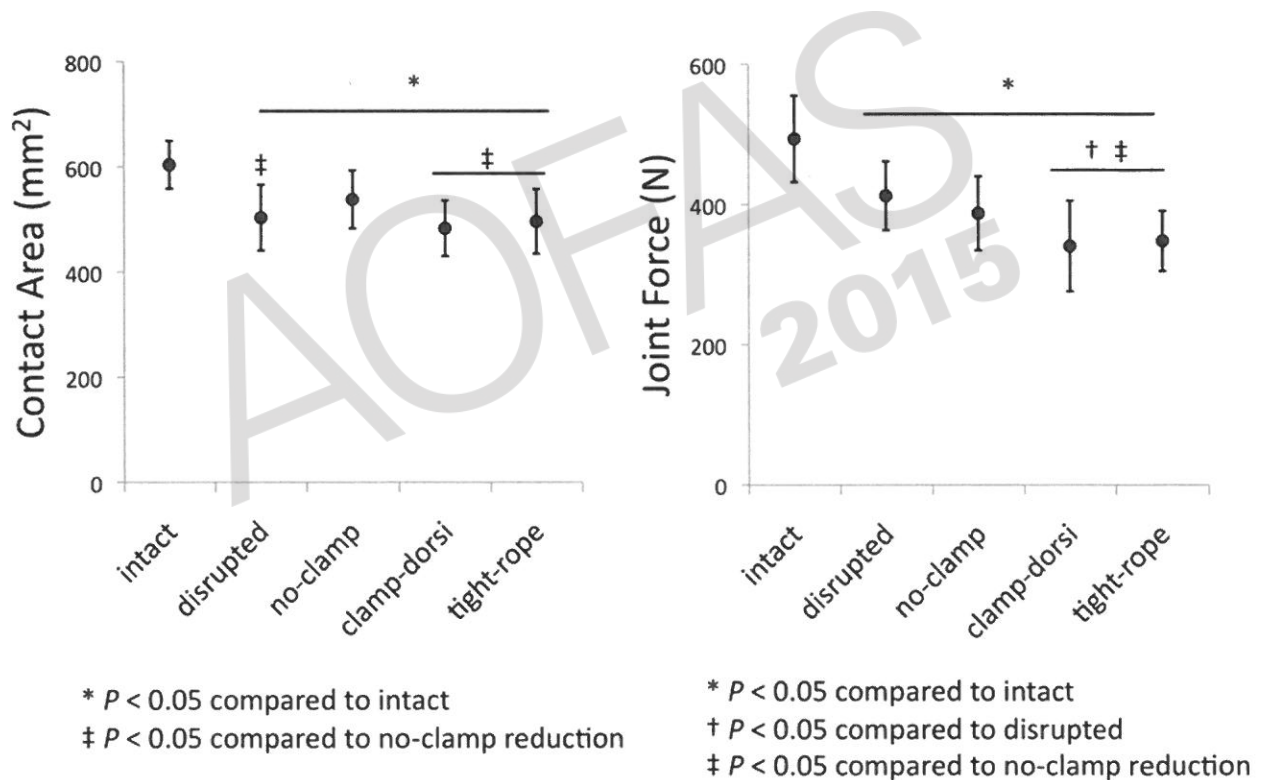 800
600
400
200
0
Contact Area (mm²)
*
‡
‡
intact
disrupted
no-clamp
clamp-dorsi
tight-rope
* P < 0.05 compared to intact
‡ P < 0.05 compared to no-clamp reduction
600
400
200
0
Joint Force (N)
*
† ‡
intact
disrupted
no-clamp
clamp-dorsi
tight-rope
* P < 0.05 compared to intact
† P < 0.05 compared to disrupted
‡ P < 0.05 compared to no-clamp reduction
AOFAS
2015